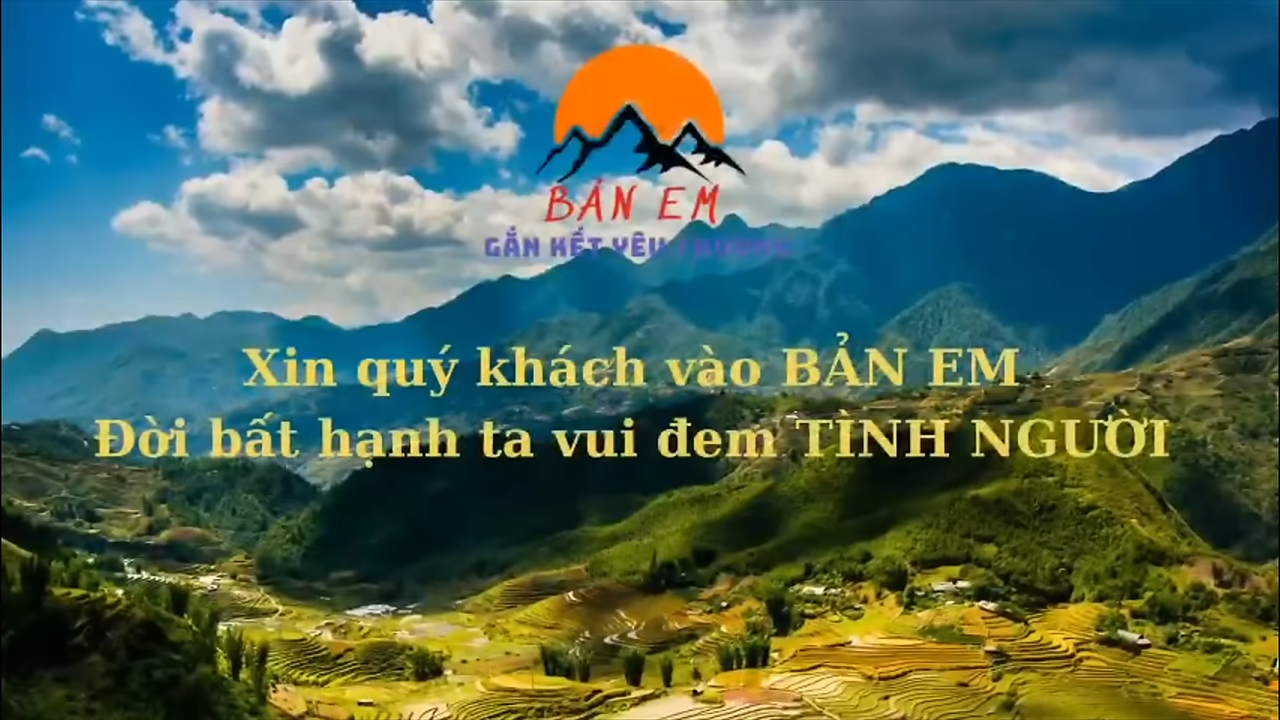 BẢN EM
GẮN KẾT YÊU
Xin quý khách vào BẢN EM
Đời bất hạnh ta vui đem TÌNH NGƯỜI